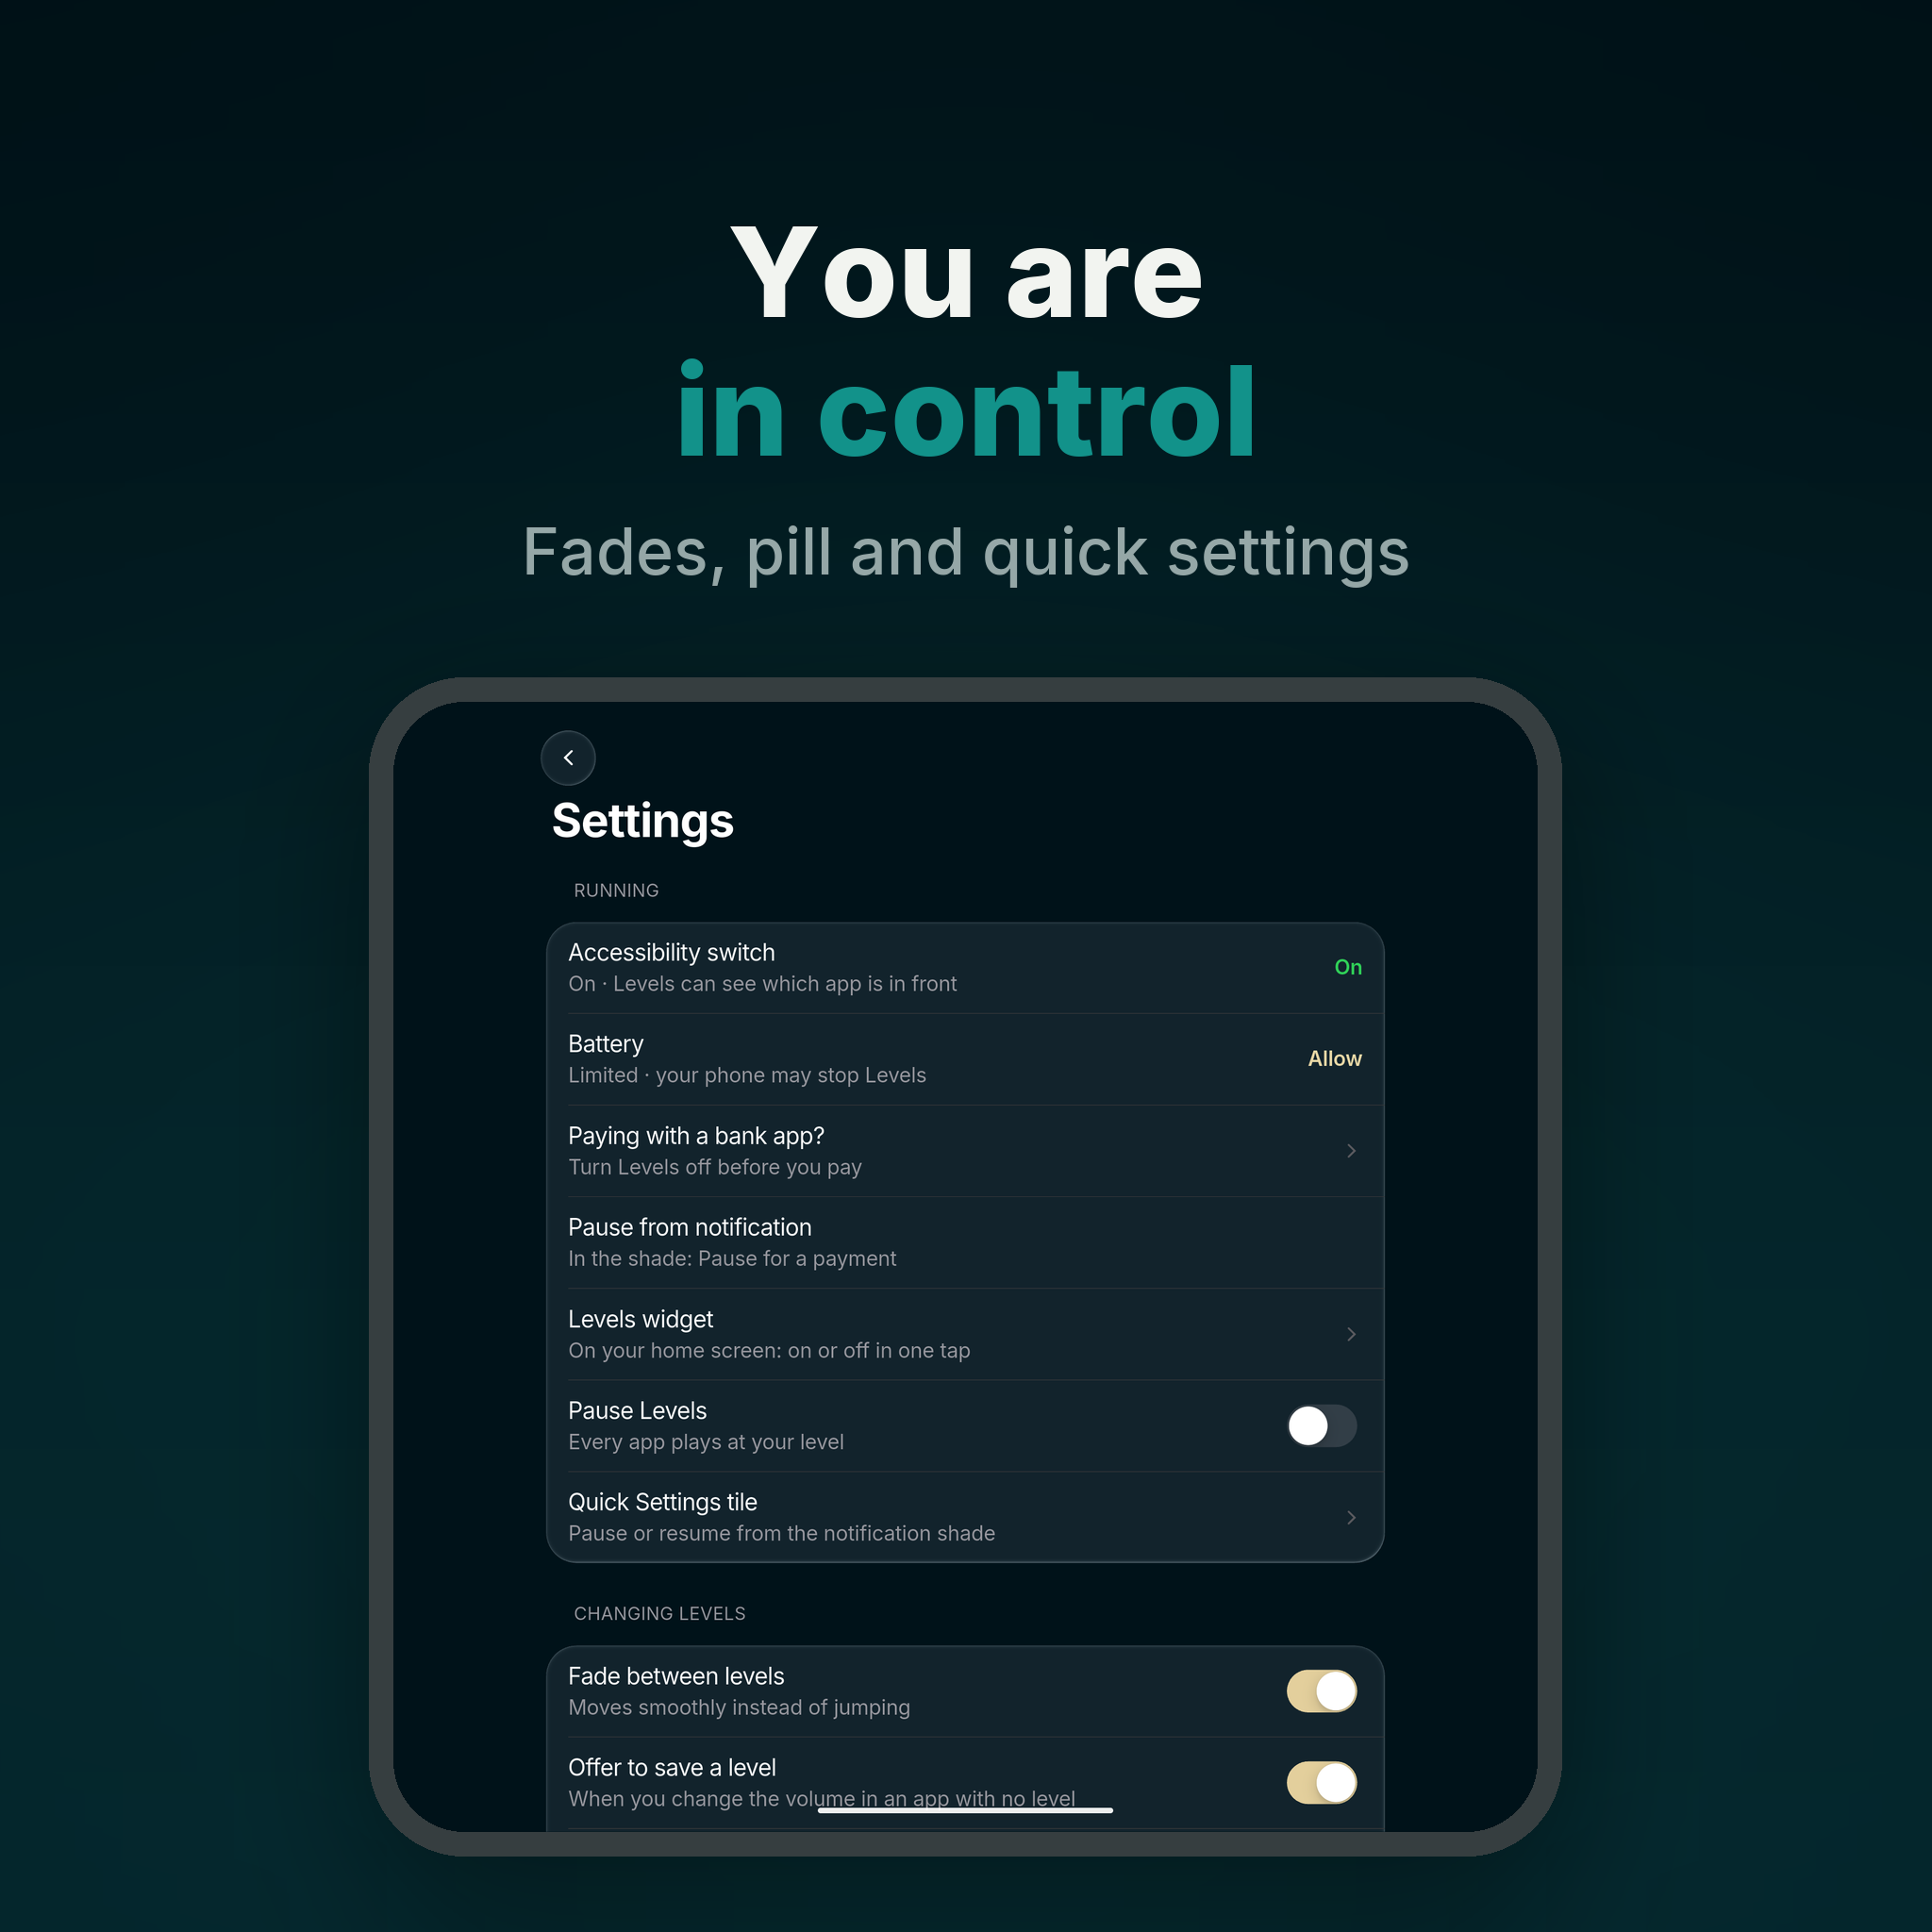 You are
in control
Fades, pill and quick settings
Settings
RUNNING
Accessibility switch
On · Levels can see which app is in front
On
Battery
Limited · your phone may stop Levels
Allow
Paying with a bank app?
Turn Levels off before you pay
Pause from notification
In the shade: Pause for a payment
Levels widget
On your home screen: on or off in one tap
Pause Levels
Every app plays at your level
Quick Settings tile
Pause or resume from the notification shade
CHANGING LEVELS
Fade between levels
Moves smoothly instead of jumping
Offer to save a level
When you change the volume in an app with no level